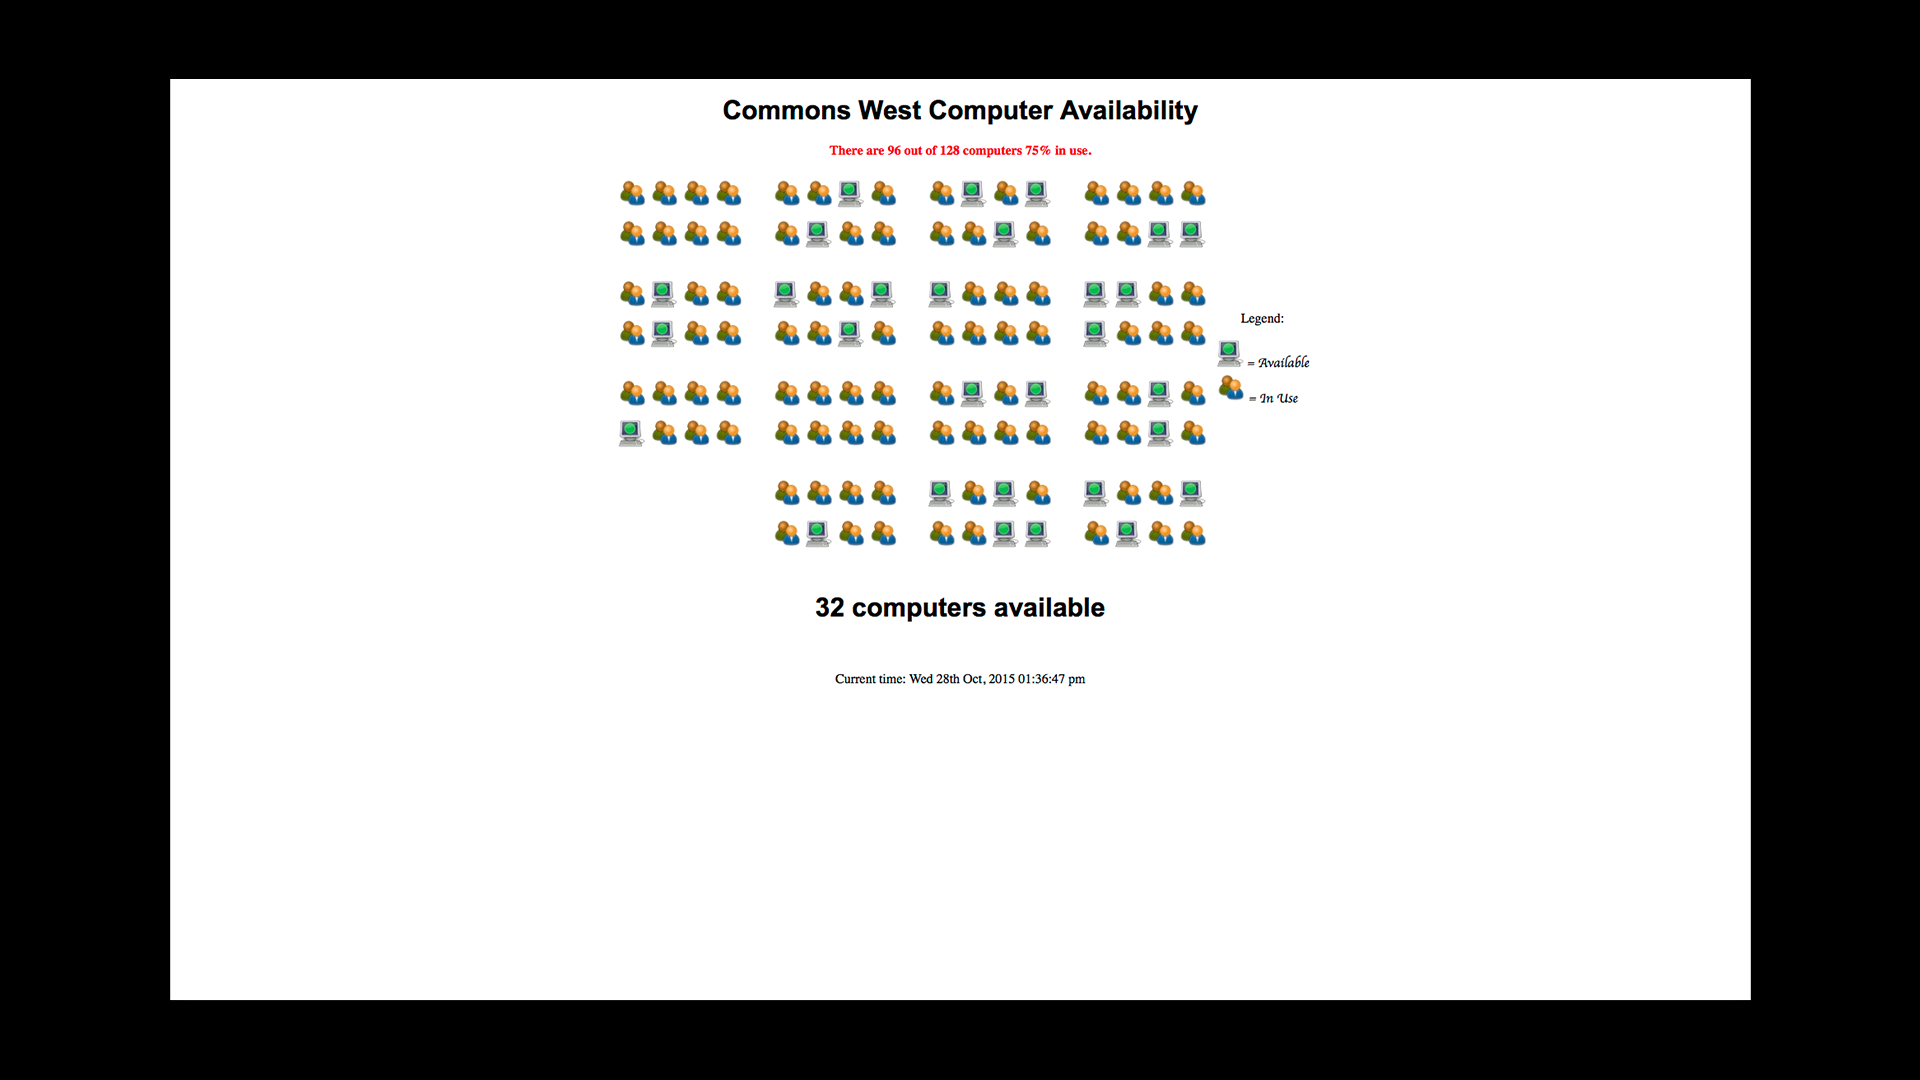 Commons West Computer Availability
There are 96 out of 128 computers 75% in use.
Legend:
= Available
= In Use
32 computers available
Current time: Wed 28th Oct, 2015 01:36:47 pm